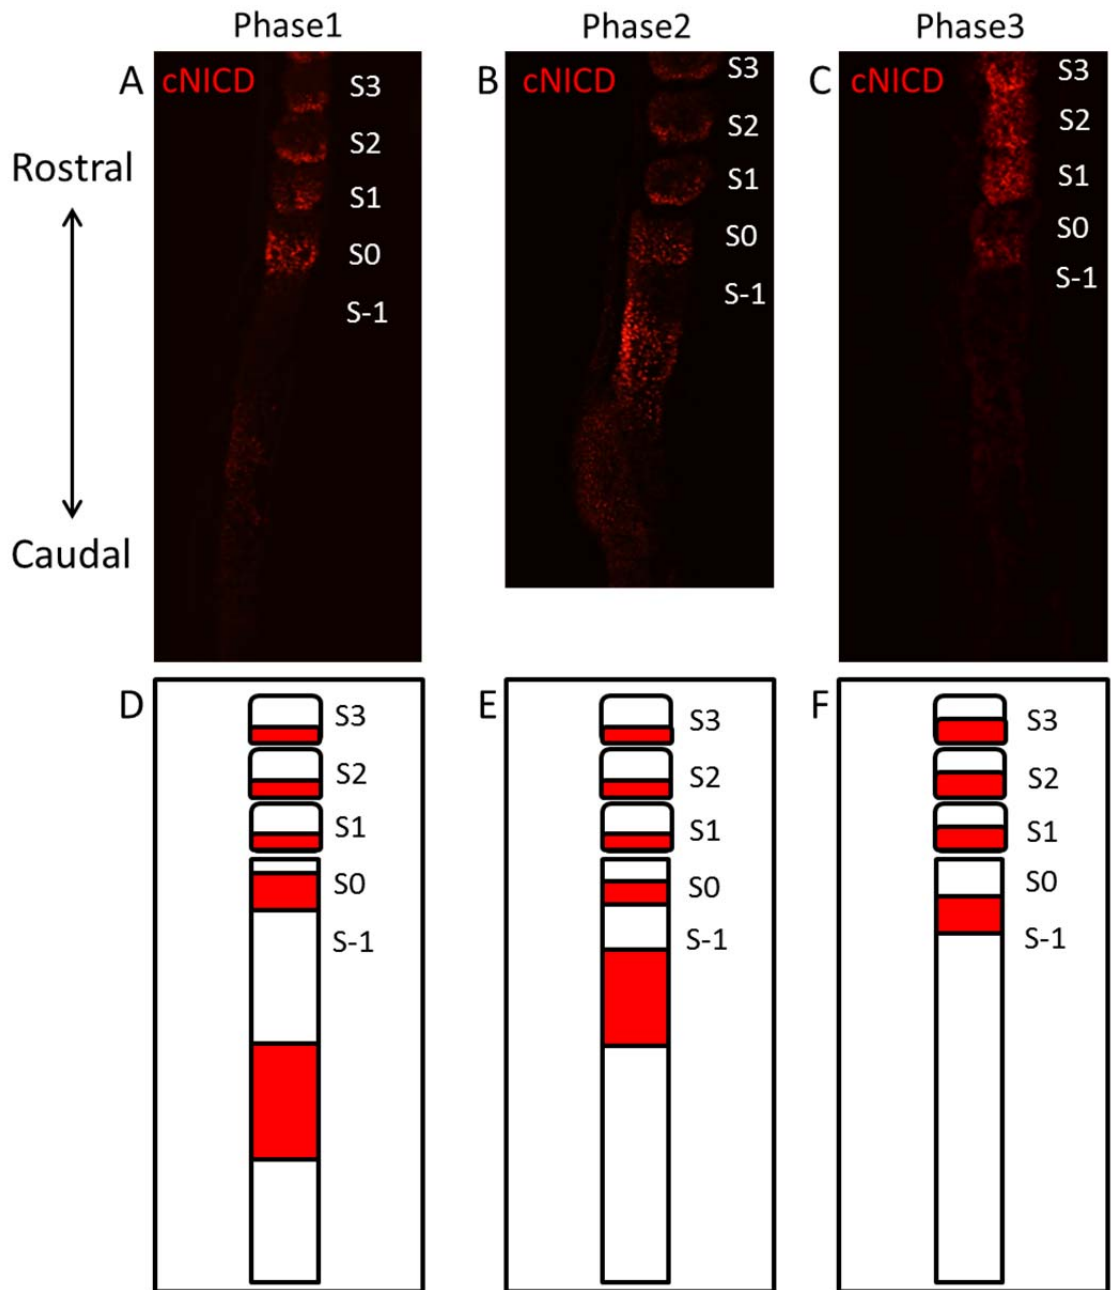 Phase1
Phase2
Phase3
Rostral
Caudal
A
cNICD
S3
S2
S1
S0
S-1
B
cNICD
S3
S2
S1
S0
S-1
C
cNICD
S3
S2
S1
S0
S-1
D
S3
S2
S1
S0
S-1
E
S3
S2
S1
S0
S-1
F
S3
S2
S1
S0
S-1